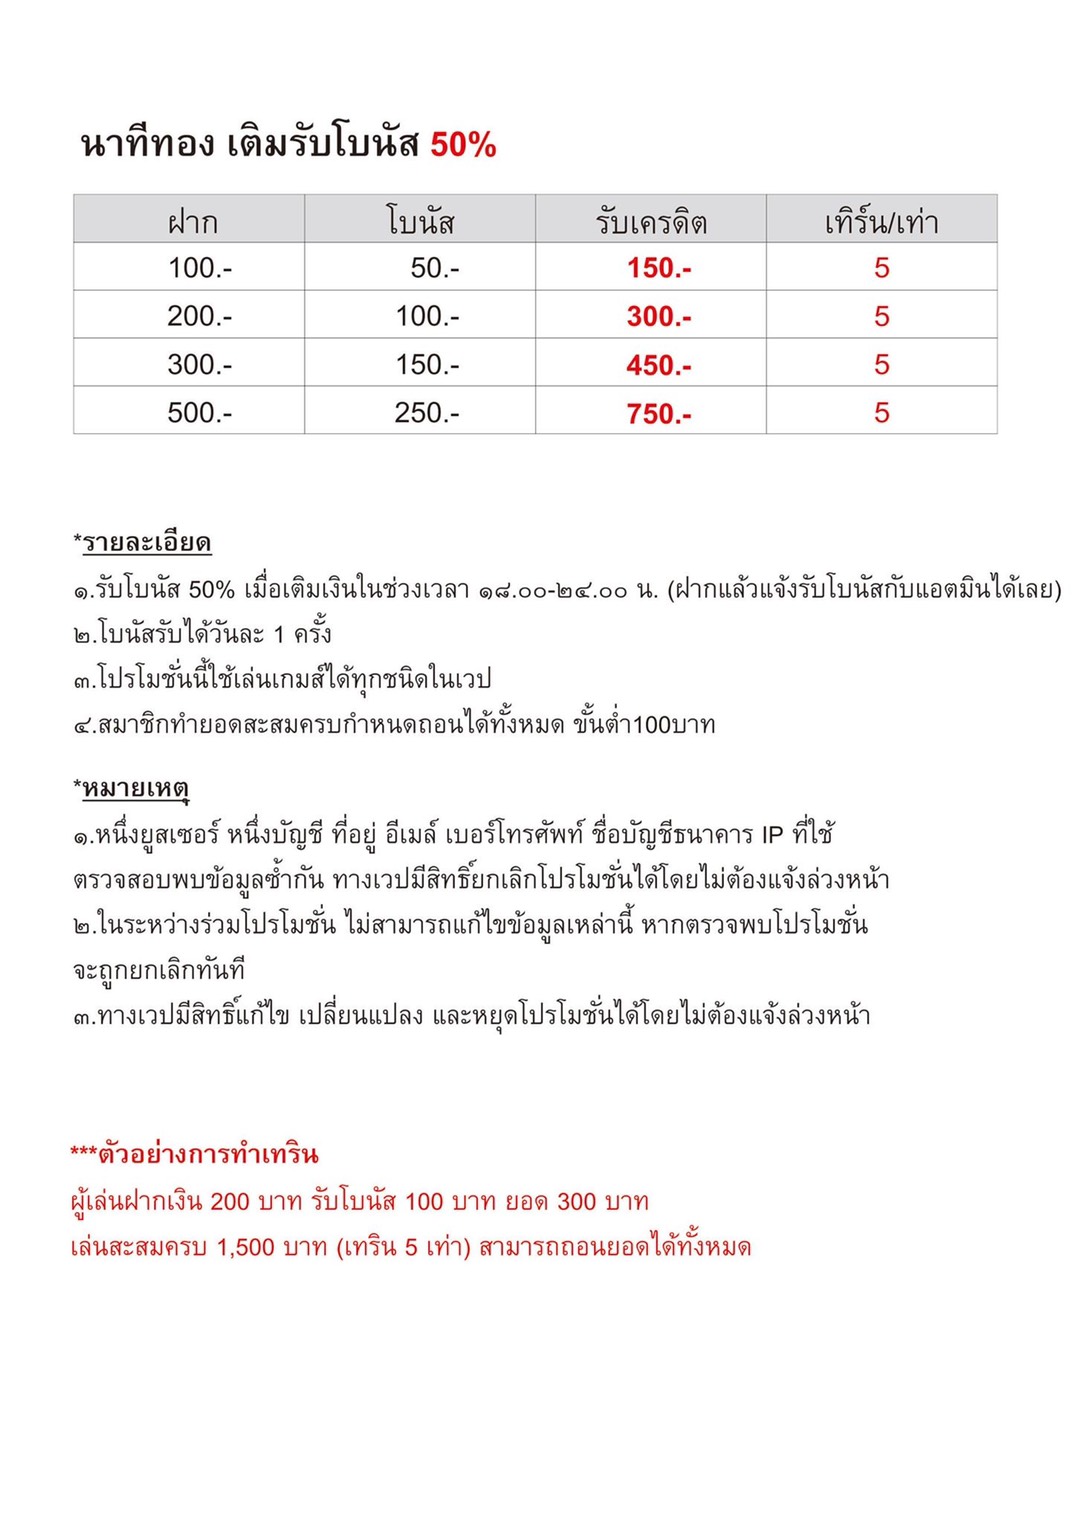 นาทีทอง เติมรับโบนัส 50%
ฝาก โบนัส รับเครดิต เทิร์น/เท่า
100.- 50.- 150.- 5
200.- 100.- 300.- 5
300.- 150.- 450.- 5
500.- 250.- 750.- 5
*รายละเอียด
๑.รับโบนัส 50% เมื่อเติมเงินในช่วงเวลา ๑๘.๐๐-๒๔.๐๐ น. (ฝากแล้วแจ้งรับโบนัสกับแอตมินได้เลย)
๒.โบนัสรับได้วันละ 1 ครั้ง
๓.โปรโมชั่นนี้ใช้เล่นเกมส์ได้ทุกชนิดในเวป
๔.สมาชิกทำยอดสะสมครบกำหนดถอนได้ทั้งหมด ขั้นต่ำ100บาท
*หมายเหตุ
๑.หนึ่งยูสเซอร์ หนึ่งบัญชี ที่อยู่ อีเมล์ เบอร์โทรศัพท์ ชื่อบัญชีธนาคาร IP ที่ใช้
ตรวจสอบพบข้อมูลซ้ำกัน ทางเวปมีสิทธิ์ยกเลิกโปรโมชั่นได้โดยไม่ต้องแจ้งล่วงหน้า
๒.ในระหว่างร่วมโปรโมชั่น ไม่สามารถแก้ไขข้อมูลเหล่านี้ หากตรวจพบโปรโมชั่น
จะถูกยกเลิกทันที
๓.ทางเวปมีสิทธิ์แก้ไข เปลี่ยนแปลง และหยุดโปรโมชั่นได้โดยไม่ต้องแจ้งล่วงหน้า
***ตัวอย่างการทำเทริน
ผู้เล่นฝากเงิน 200 บาท รับโบนัส 100 บาท ยอด 300 บาท
เล่นสะสมครบ 1,500 บาท (เทริน 5 เท่า) สามารถถอนยอดได้ทั้งหมด